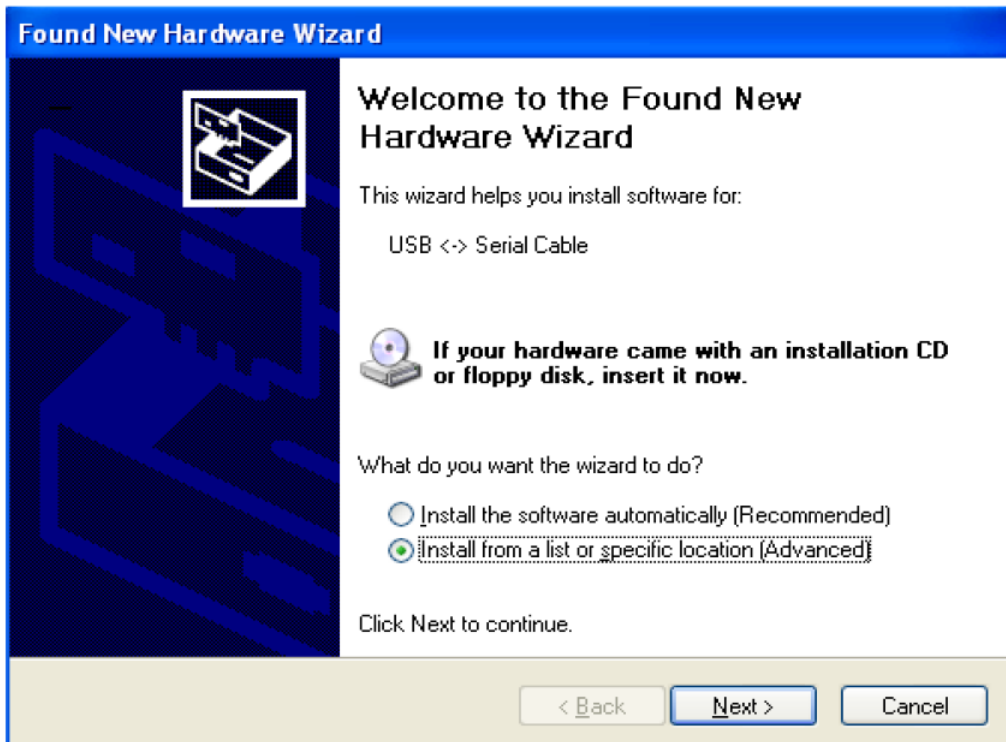 Found New Hardware Wizard
Welcome to the Found New
Hardware Wizard
This wizard helps you install software for:
USB <-> Serial Cable
If your hardware came with an installation CD
or floppy disk, insert it now.
What do you want the wizard to do?
Install the software automatically (Recommended)
Install from a list or specific location (Advanced)
Click Next to continue.
< Back Next > Cancel